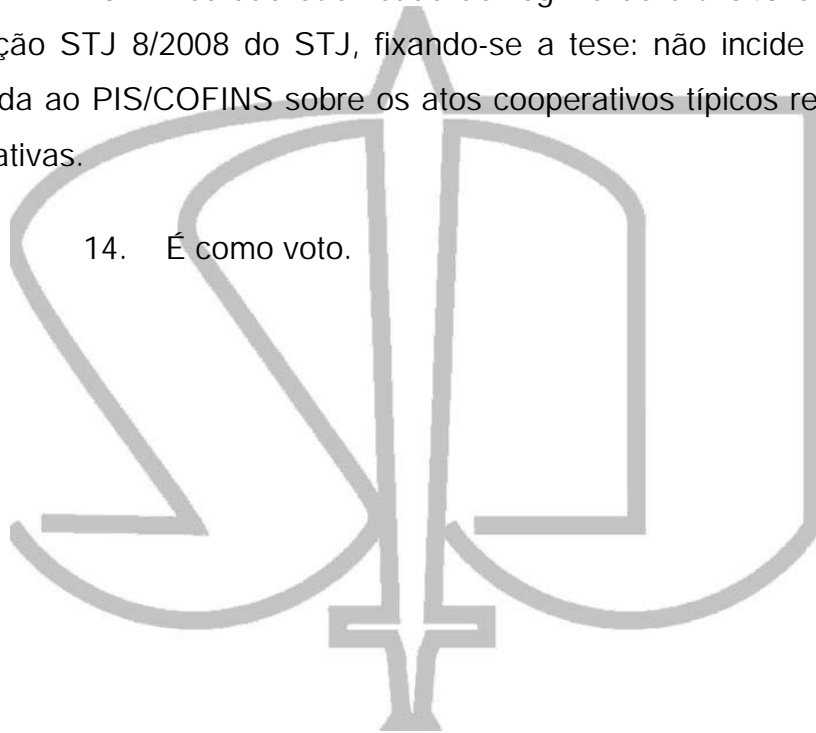 ção STJ 8/2008 do STJ, fixando-se a tese: não incide
da ao PIS/COFINS sobre os atos cooperativos típicos re
ativas.
14. É como voto.